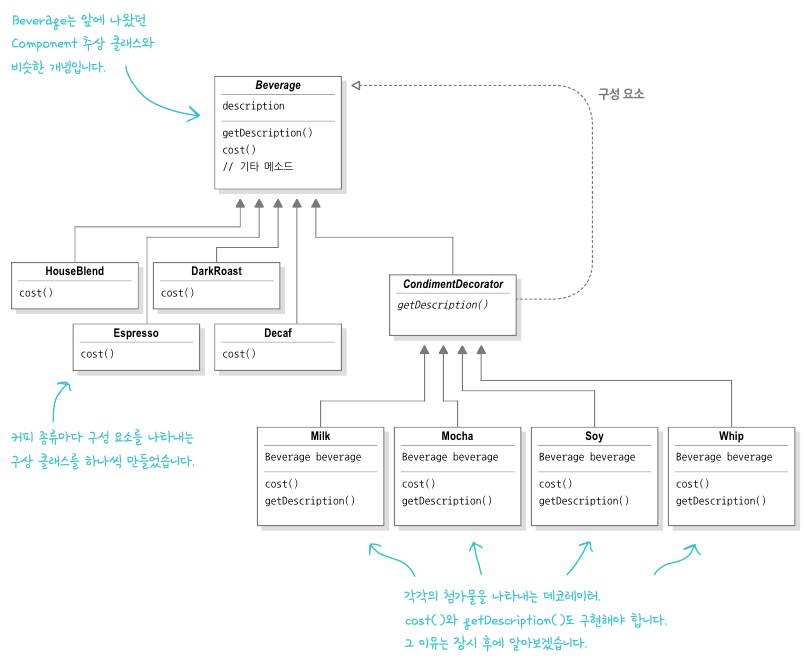 Beverage는 앞에 나왔던
Component 추상 클래스와
비슷한 개념입니다.
Beverage
description
getDescription()
cost()
// 기타 메소드
구성 요소
HouseBlend
cost()
DarkRoast
cost()
Espresso
cost()
Decaf
cost()
CondimentDecorator
getDescription()
커피 종류마다 구성 요소를 나타내는
구상 클래스를 하나씩 만들었습니다.
Milk
Beverage beverage
cost()
getDescription()
Mocha
Beverage beverage
cost()
getDescription()
Soy
Beverage beverage
cost()
getDescription()
Whip
Beverage beverage
cost()
getDescription()
각각의 첨가물을 나타내는 데코레이터.
cost()와 getDescription()도 구현해야 합니다.
그 이유는 잠시 후에 알아보겠습니다.